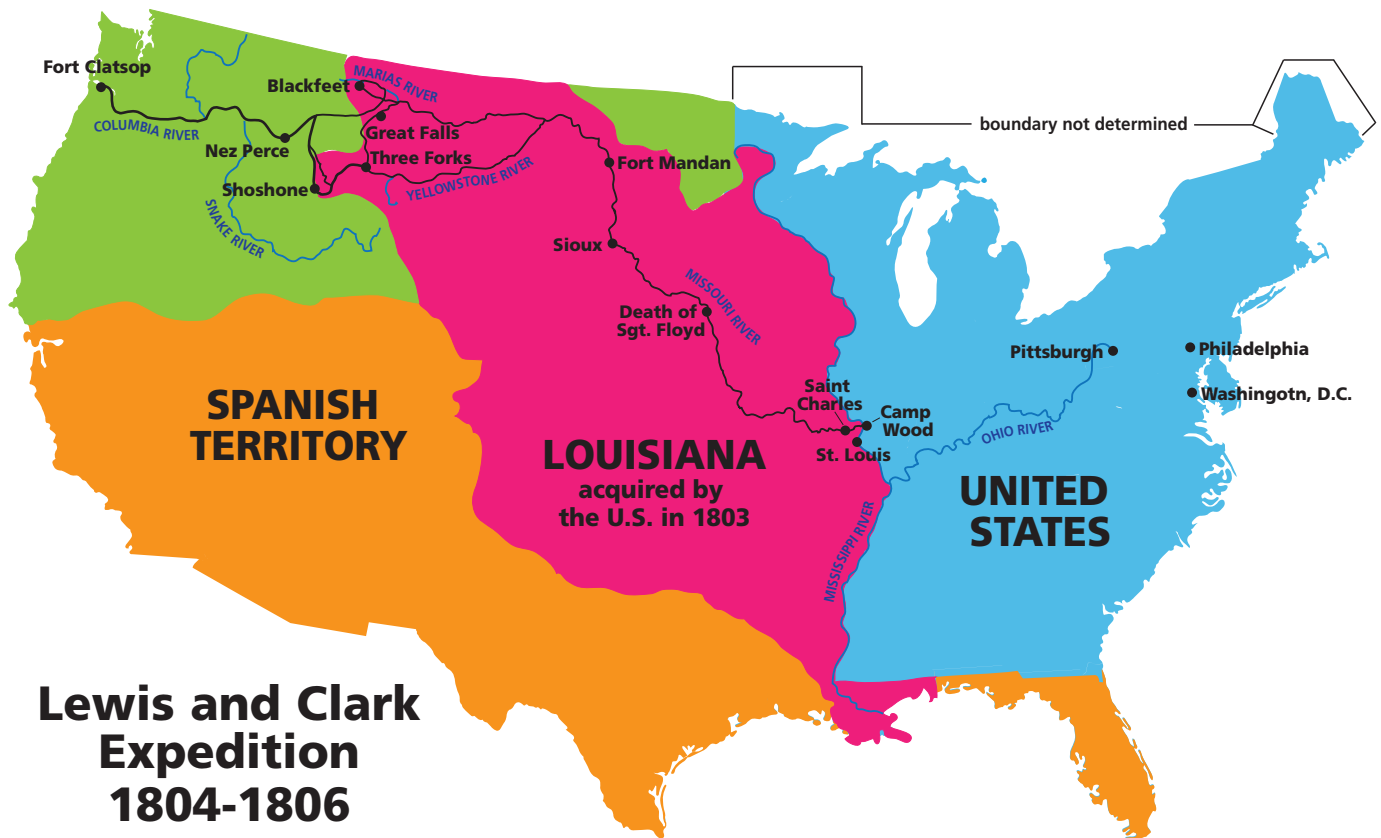 Fort Clatsop
Blackfeet
MARIAS RIVER
Great Falls
COLUMBIA RIVER
Nez Perce
Three Forks
Shoshone
YELLOWSTONE RIVER
SNAKE RIVER
Fort Mandan
boundary not determined
Sioux
MISSOURI RIVER
Death of
Sgt. Floyd
Pittsburgh
Philadelphia
Washingotn, D.C.
Saint
Charles
Camp
Wood
St. Louis
OHIO RIVER
MISSISSIPPI RIVER
SPANISH
TERRITORY
LOUISIANA
acquired by
the U.S. in 1803
UNITED
STATES
Lewis and Clark
Expedition
1804-1806